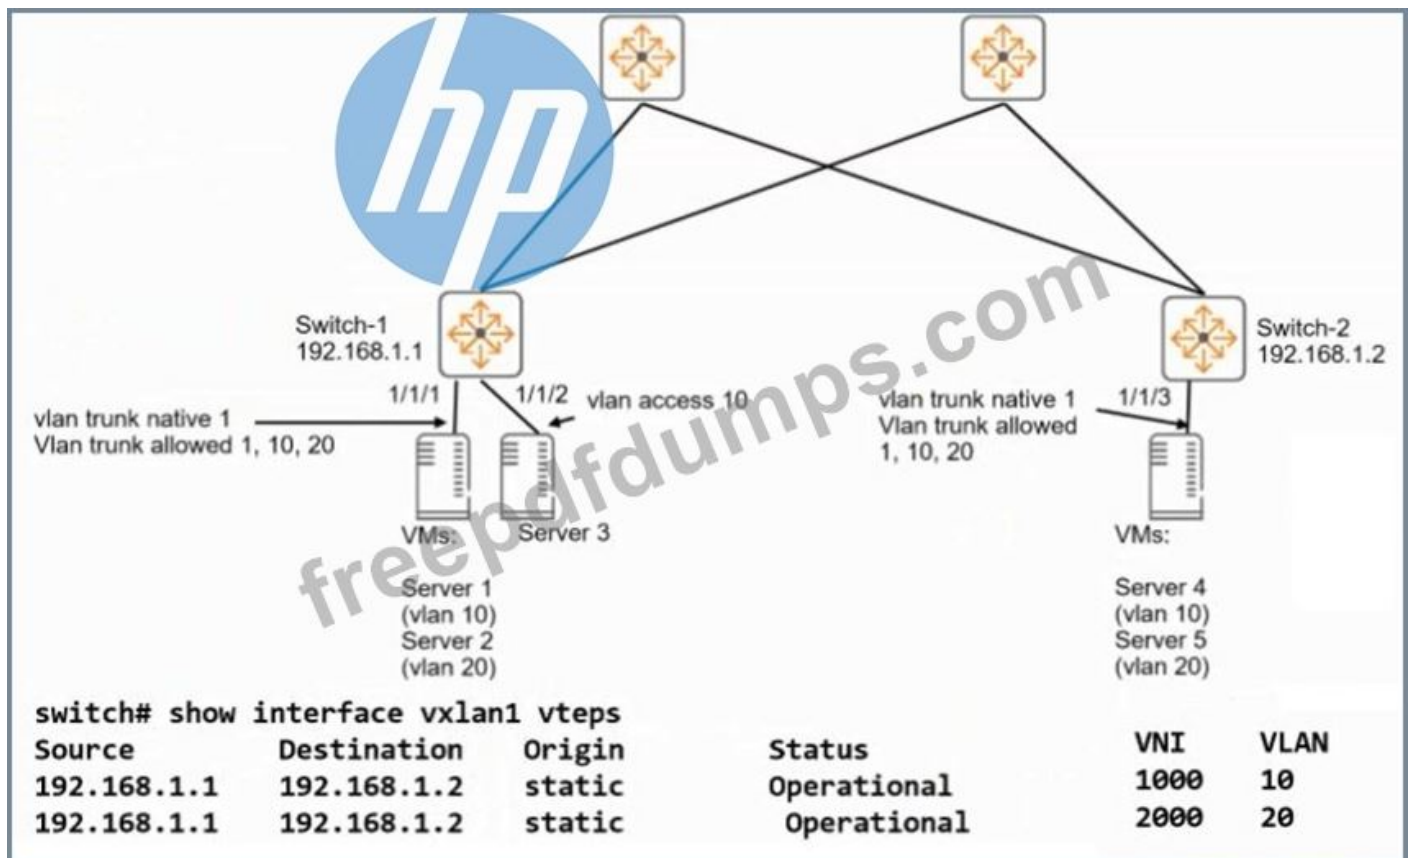 hp
Switch-1
192.168.1.1
Switch-2
192.168.1.2
1/1/1
1/1/2
vlan access 10
1/1/3
vlan trunk native 1
Vlan trunk allowed 1, 10, 20
vlan trunk native 1
Vlan trunk allowed
1, 10, 20
VMs:
Server 3
VMs:
Server 1
(vlan 10)
Server 2
(vlan 20)
Server 4
(vlan 10)
Server 5
(vlan 20)
freepdfdumps.com
switch# show interface vxlan1 vteps
Source Destination Origin Status VNI VLAN
192.168.1.1 192.168.1.2 static Operational 1000 10
192.168.1.1 192.168.1.2 static Operational 2000 20